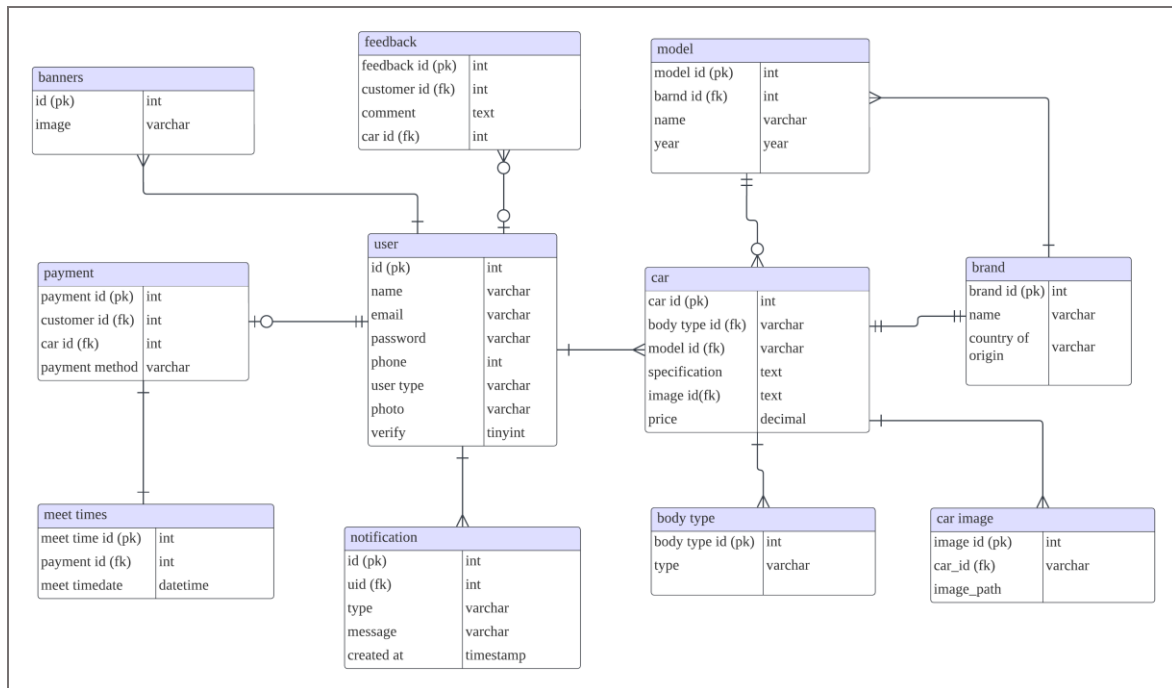 feedback
feedback id (pk) int
customer id (fk) int
comment text
car id (fk) int
model
model id (pk) int
barnd id (fk) int
name varchar
year year
banners
id (pk) int
image varchar
user
id (pk) int
name varchar
email varchar
password varchar
phone int
user type varchar
photo varchar
verify tinyint
payment
payment id (pk) int
customer id (fk) int
car id (fk) int
payment method varchar
car
car id (pk) int
body type id (fk) varchar
model id (fk) varchar
specification text
image id(fk) text
price decimal
brand
brand id (pk) int
name varchar
country of
origin varchar
meet times
meet time id (pk) int
payment id (fk) int
meet timedate datetime
notification
id (pk) int
uid (fk) int
type varchar
message varchar
created at timestamp
body type
body type id (pk) int
type varchar
car image
image id (pk) int
car_id (fk) varchar
image_path